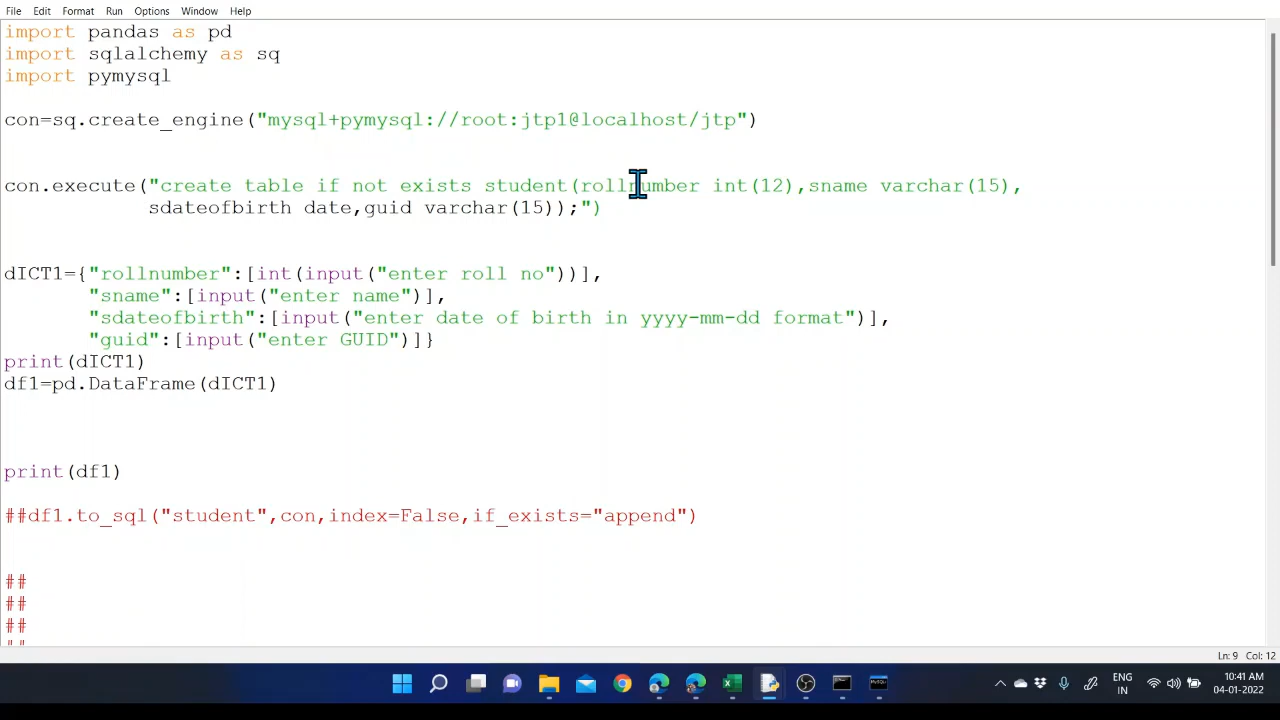 File Edit Format Run Options Window Help
import pandas as pd
import sqlalchemy as sq
import pymysql
con=sq.create_engine("mysql+pymysql://root:jtp1@localhost/jtp")
con.execute("create table if not exists student(rollnumber int(12),sname varchar(15),
sdateofbirth date,guid varchar(15));")
dICT1={"rollnumber":[int(input("enter roll no"))],
"sname":[input("enter name")],
"sdateofbirth":[input("enter date of birth in yyyy-mm-dd format")],
"guid":[input("enter GUID")]}
print(dICT1)
df1=pd.DataFrame(dICT1)
print(df1)
##df1.to_sql("student",con,index=False,if_exists="append")
##
##
##
##
Ln: 9 Col: 12
ENG
IN
10:41 AM
04-01-2022